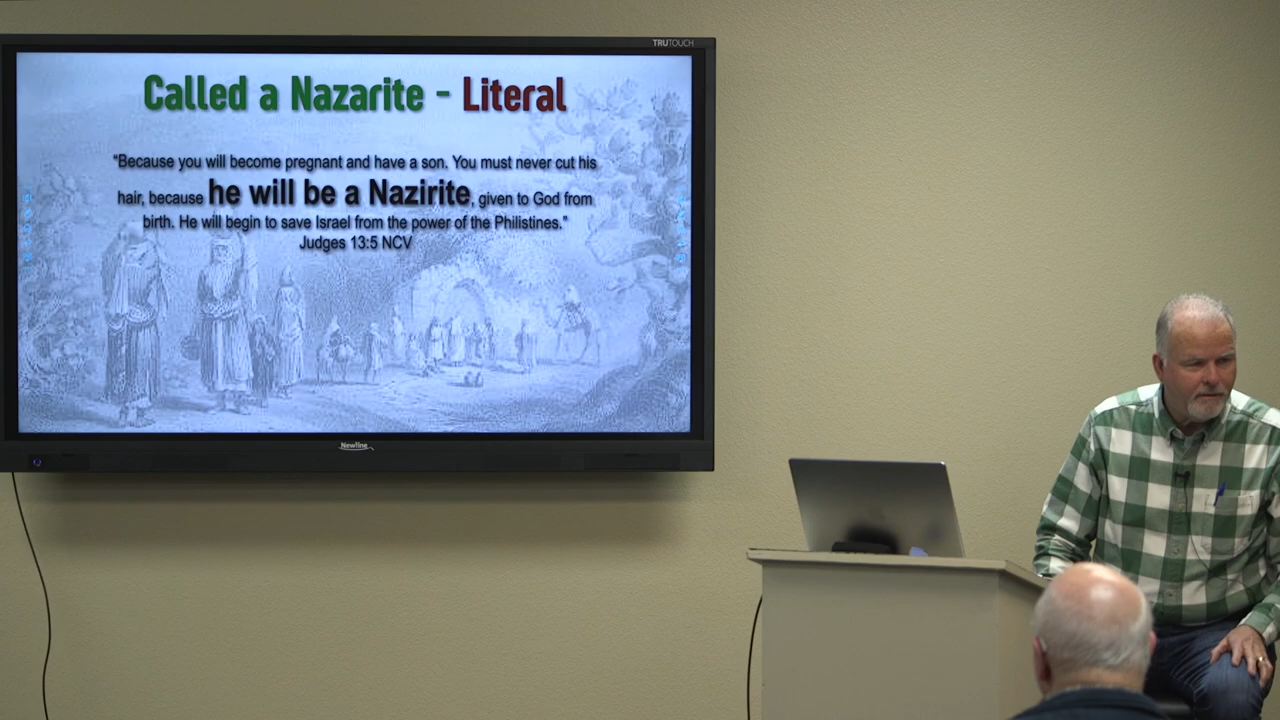 TRUTOUCH
Called a Nazarite - Literal
“Because you will become pregnant and have a son. You must never cut his
hair, because he will be a Nazirite, given to God from
birth. He will begin to save Israel from the power of the Philistines.”
Judges 13:5 NCV
Newline